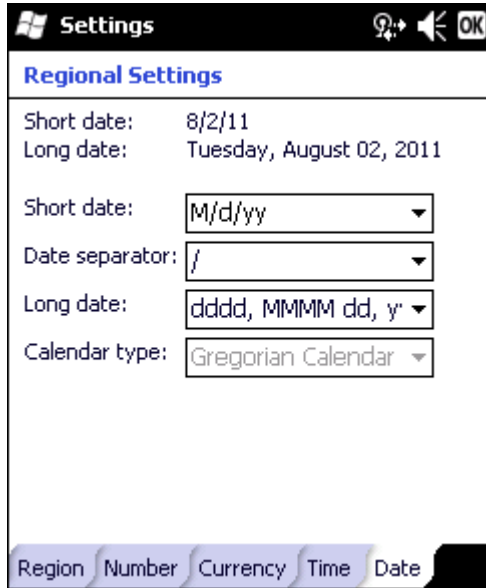 Settings OK
Regional Settings
Short date: 8/2/11
Long date: Tuesday, August 02, 2011
Short date: M/d/yy
Date separator: /
Long date: dddd, MMMM dd, y
Calendar type: Gregorian Calendar
Region Number Currency Time Date